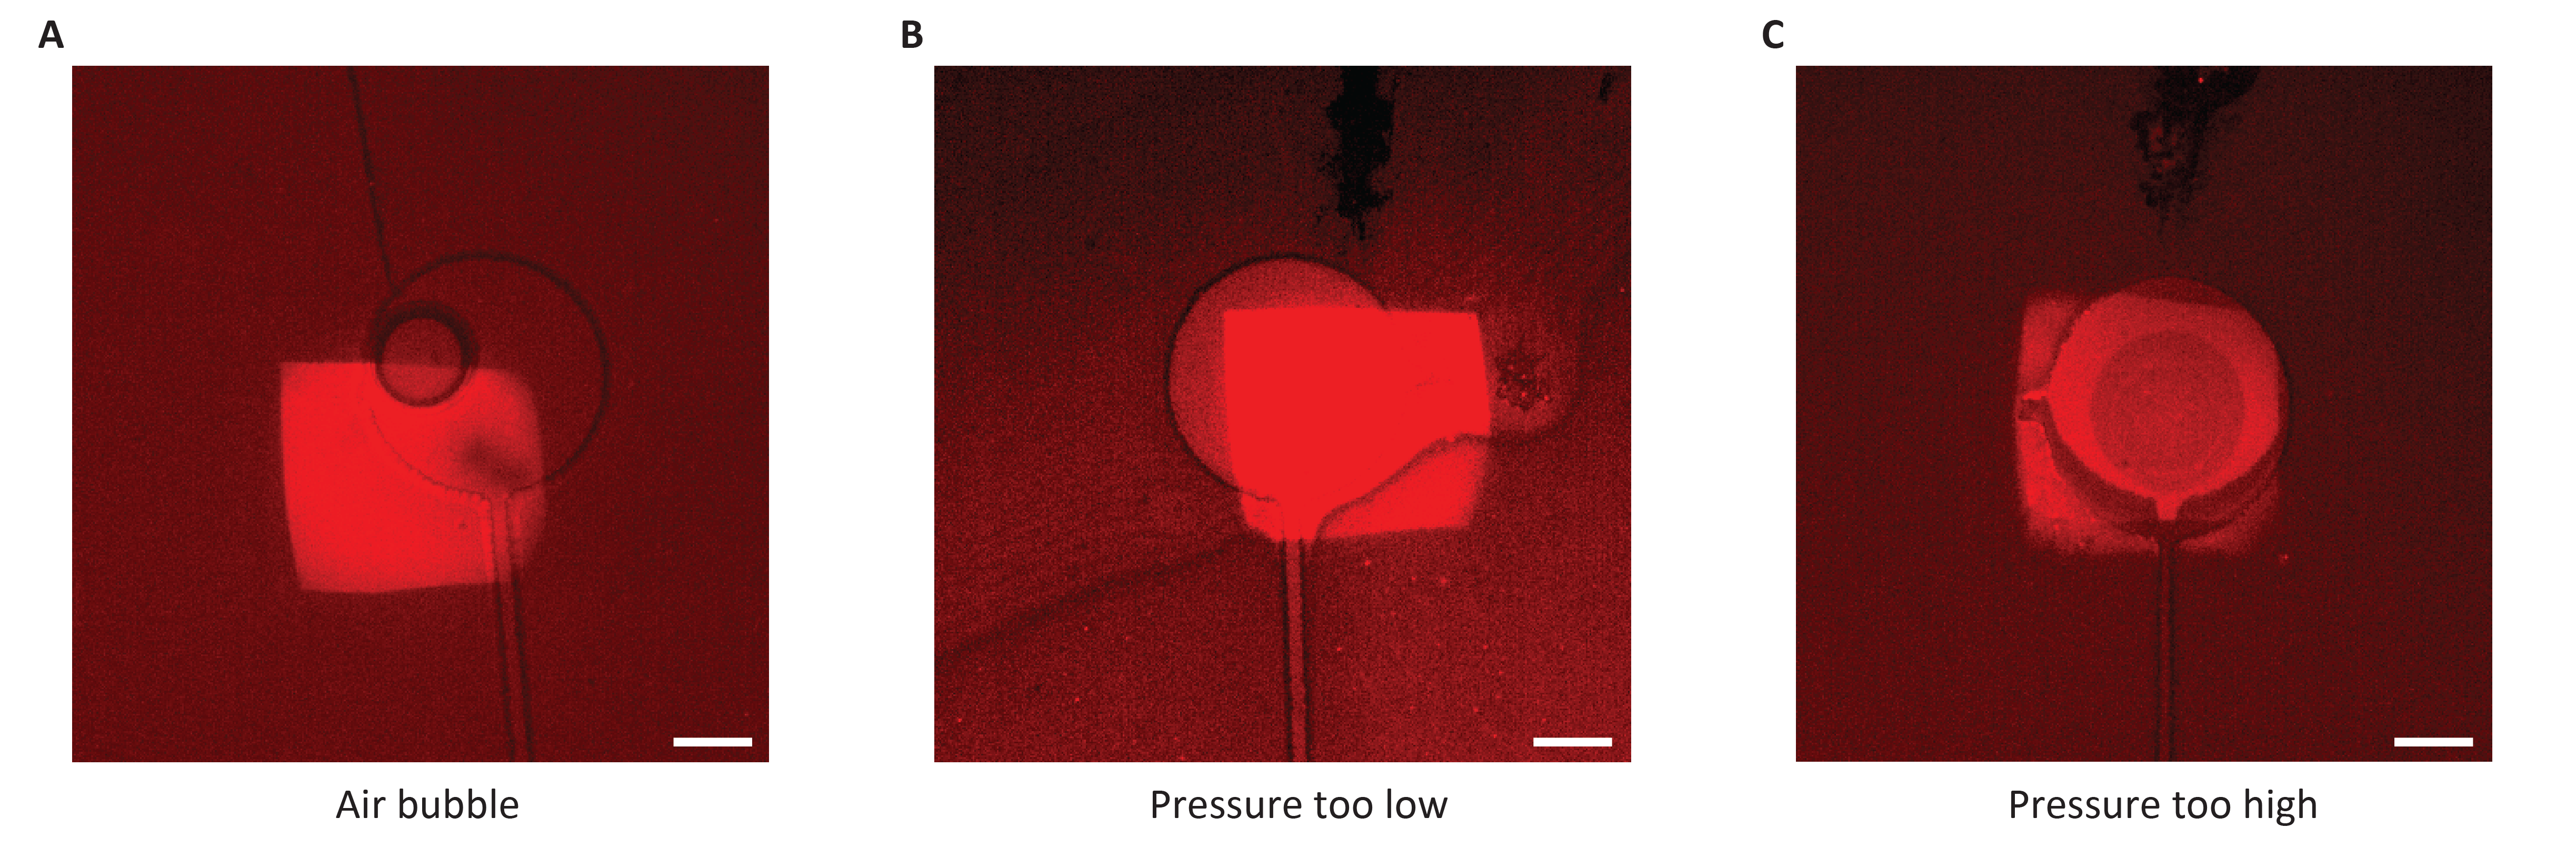 A
B
C
Air bubble
Pressure too low
Pressure too high